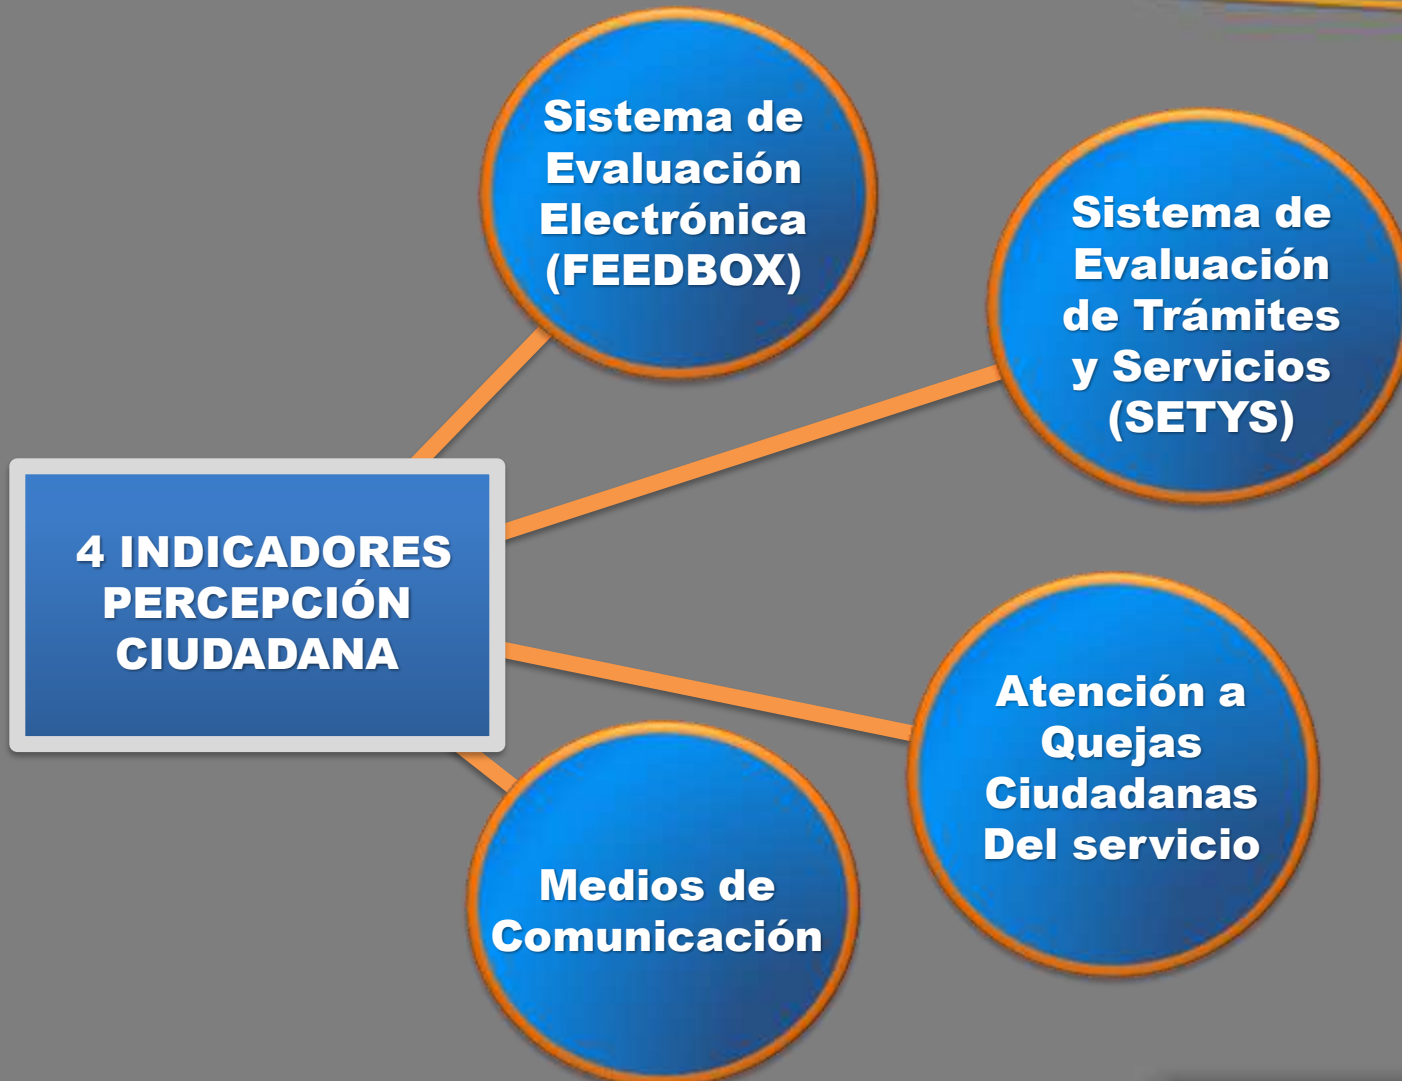 Sistema de
Evaluación
Electrónica
(FEEDBOX)
Sistema de
Evaluación
de Trámites
y Servicios
(SETYS)
4 INDICADORES
PERCEPCIÓN
CIUDADANA
Atención a
Quejas
Ciudadanas
Del servicio
Medios de
Comunicación